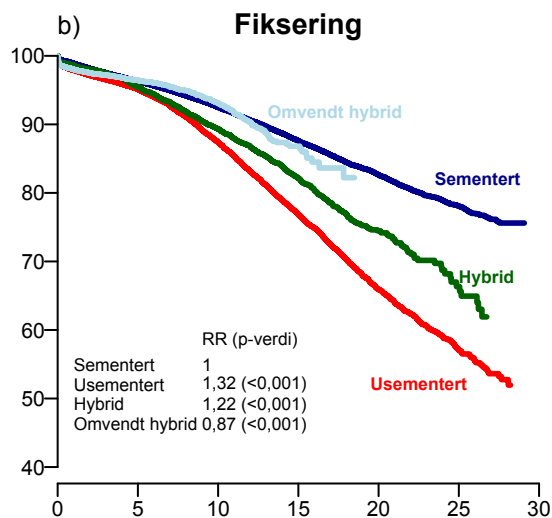 b)
Fiksering
100
90
80
70
60
50
40
Omvendt hybrid
Sementert
Hybrid
Usementert
RR (p-verdi)
Sementert 1
Usementert 1,32 (<0,001)
Hybrid 1,22 (<0,001)
Omvendt hybrid 0,87 (<0,001)
0 5 10 15 20 25 30